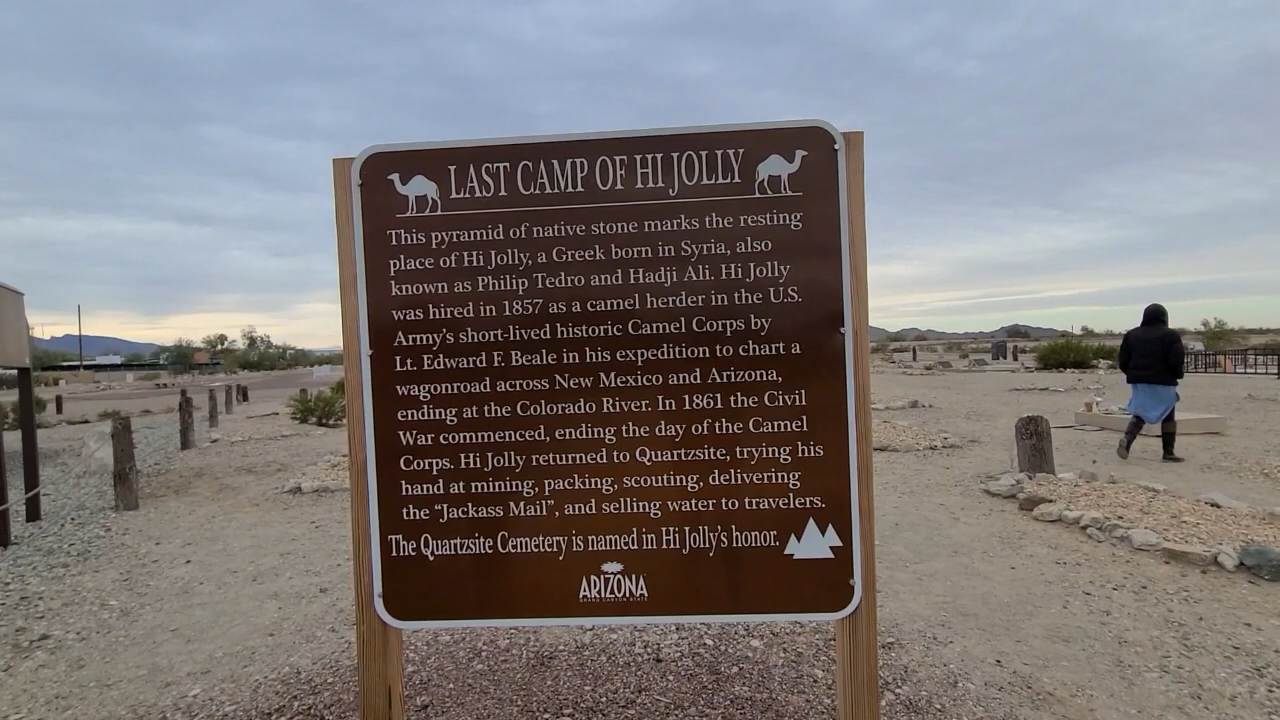 LAST CAMP OF HI JOLLY
This pyramid of native stone marks the resting
place of Hi Jolly, a Greek born in Syria, also
known as Philip Tedro and Hadji Ali. Hi Jolly
was hired in 1857 as a camel herder in the U.S.
Army's short-lived historic Camel Corps by
Lt. Edward F. Beale in his expedition to chart a
wagonroad across New Mexico and Arizona,
ending at the Colorado River. In 1861 the Civil
War commenced, ending the day of the Camel
Corps. Hi Jolly returned to Quartzsite, trying his
hand at mining, packing, scouting, delivering
the "Jackass Mail", and selling water to travelers.
The Quartzsite Cemetery is named in Hi Jolly's honor.
ARIZONA
GRAND CANYON STATE